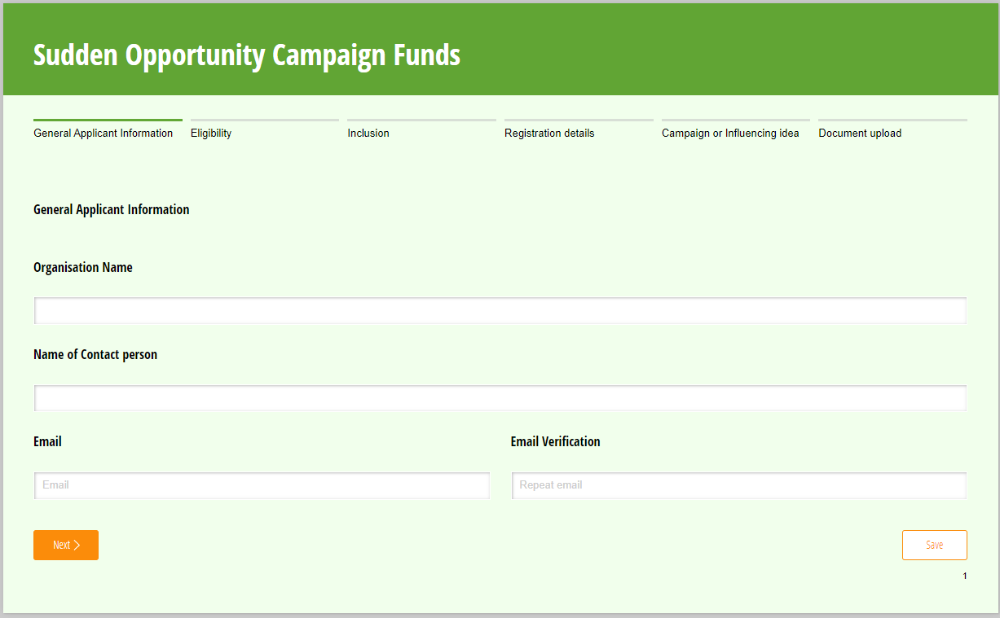 Sudden Opportunity Campaign Funds
General Applicant Information Eligibility Inclusion Registration details Campaign or Influencing idea Document upload
General Applicant Information
Organisation Name
Name of Contact person
Email Email Verification
Email Repeat email
Next Save
1